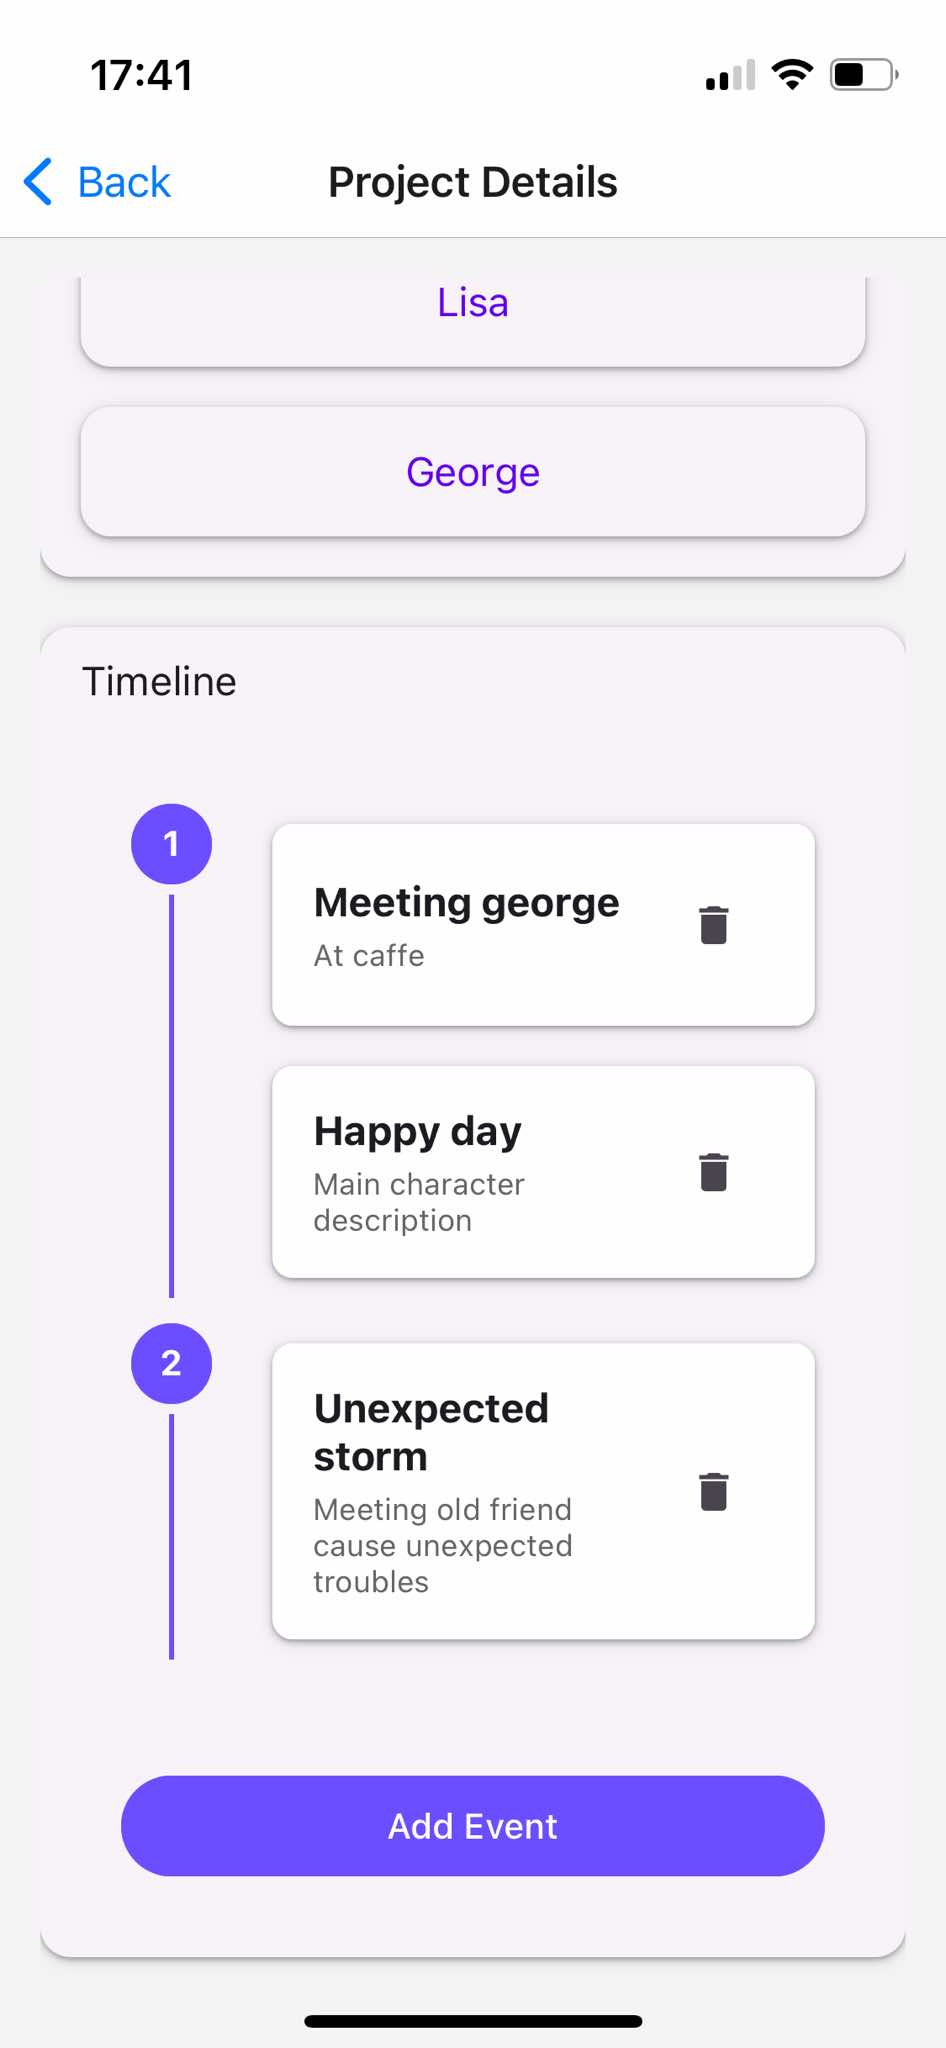 17:41
Back
Project Details
Lisa
George
Timeline
1
Meeting george
At caffe
Happy day
Main character
description
2
Unexpected
storm
Meeting old friend
cause unexpected
troubles
Add Event